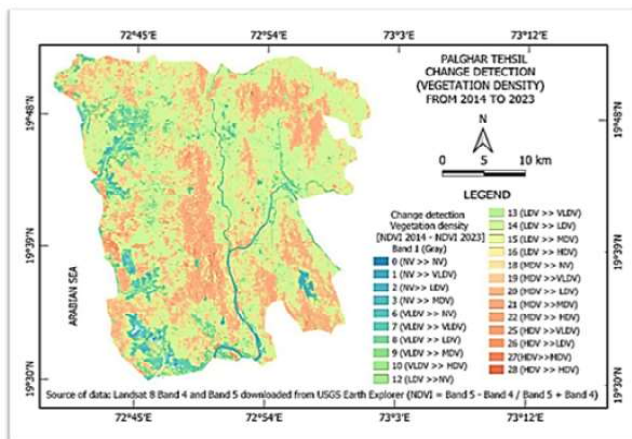 72°45'E 72°54'E 73°3'E 73°12'E
PALGHAR TEHSIL
CHANGE DETECTION
(VEGETATION DENSITY)
FROM 2014 TO 2023
N
0 5 10 km
19°48'N
19°48'N
19°39'N
19°39'N
19°30'N
19°30'N
ARABIAN SEA
LEGEND
Change detection
Vegetation density
[NDVI 2014 - NDVI 2023]
Band 1 (Gray)
0 (NV >> NV)
1 (NV >> VLDV)
2 (NV>> LDV)
3 (NV >> MDV)
6 (VLDV >> NV)
7 (VLDV >> VLDV)
8 (VLDV >> LDV)
9 (VLDV >> MDV)
10 (VLDV >> MDV)
12 (LDV >>NV)
13 (LDV >> VLDV)
14 (LDV >> LDV)
15 (LDV >> MDV)
16 (LDV >> HDV)
18 (MDV >> NV)
19 (MDV>>VLDV)
20 (MDV >> LDV)
21 (MDV>>MDV)
22 (MDV >> MDV)
25 (HDV >>VLDV)
26 (HDV >>LDV)
27(HDV>>MDV)
28 (HDV >> HDV)
Source of data: Landsat 8 Band 4 and Band 5 downloaded from USGS Earth Explorer (NDVI = Band 5 - Band 4 / Band 5 + Band 4)
72°45'E 72°54'E 73°3'E 73°12'E